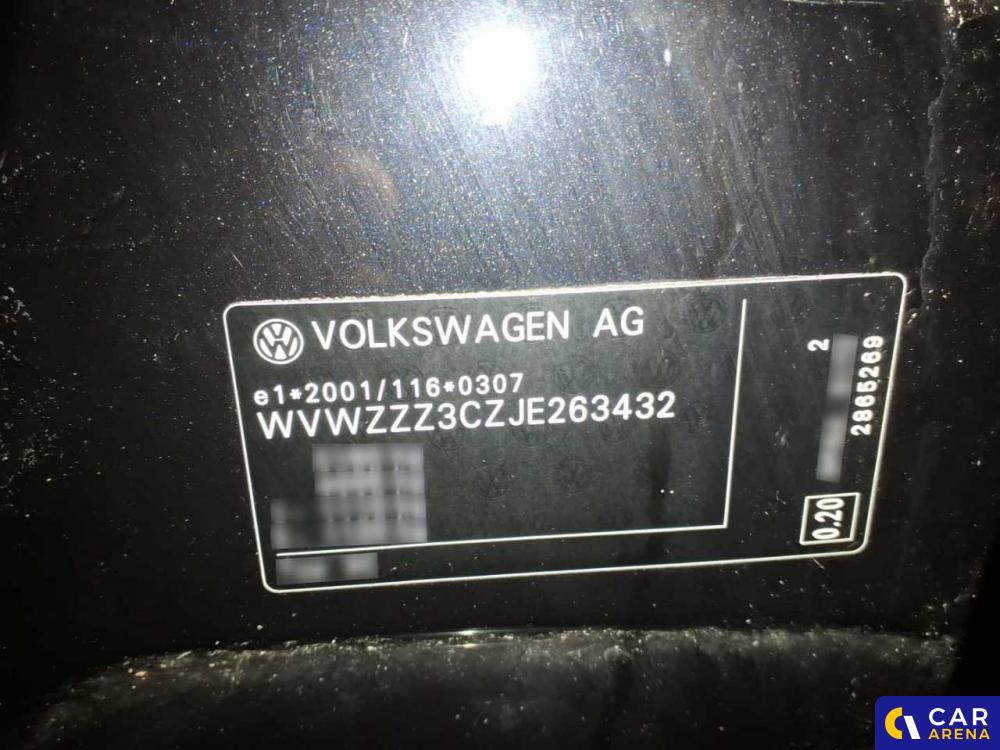 VOLKSWAGEN AG
e1*2001/116*0307
WVWZZZ3CZJE263432
2
2865269
0.20
CAR
ARENA